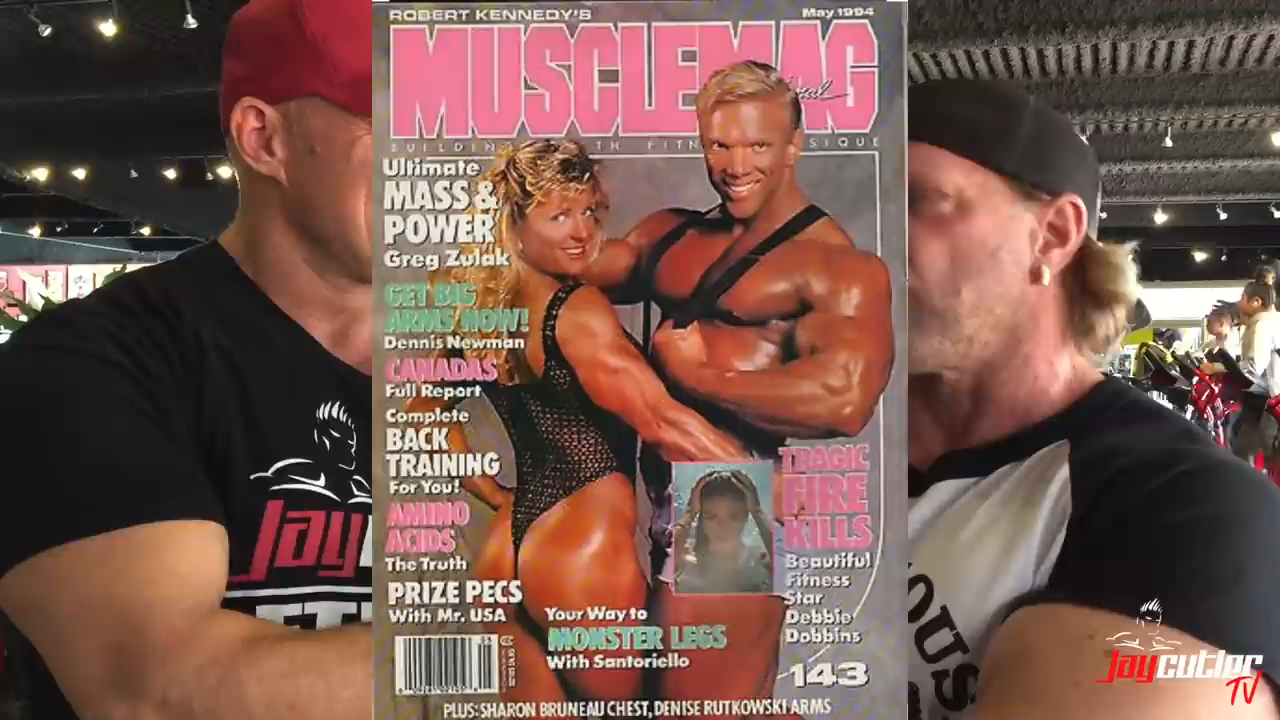 ROBERT KENNEDY'S
May 1994
MUSCLEMAG
Ultimate
MASS &
POWER
Greg Zulak
GET BIG
ARMS NOW!
Dennis Newman
CANADAS
Full Report
Complete
BACK
TRAINING
For You!
AMINO
ACIDS
The Truth
PRIZE PECS
With Mr. USA
Your Way to
MONSTER LEGS
With Santoriello
TRAGIC
FIRE
KILLS
Beautiful
Fitness
Star
Debbie
Dobbins
143
PLUS: SHARON BRUNEAU CHEST, DENISE RUTKOWSKI ARMS
Jay
jaycutler
TV